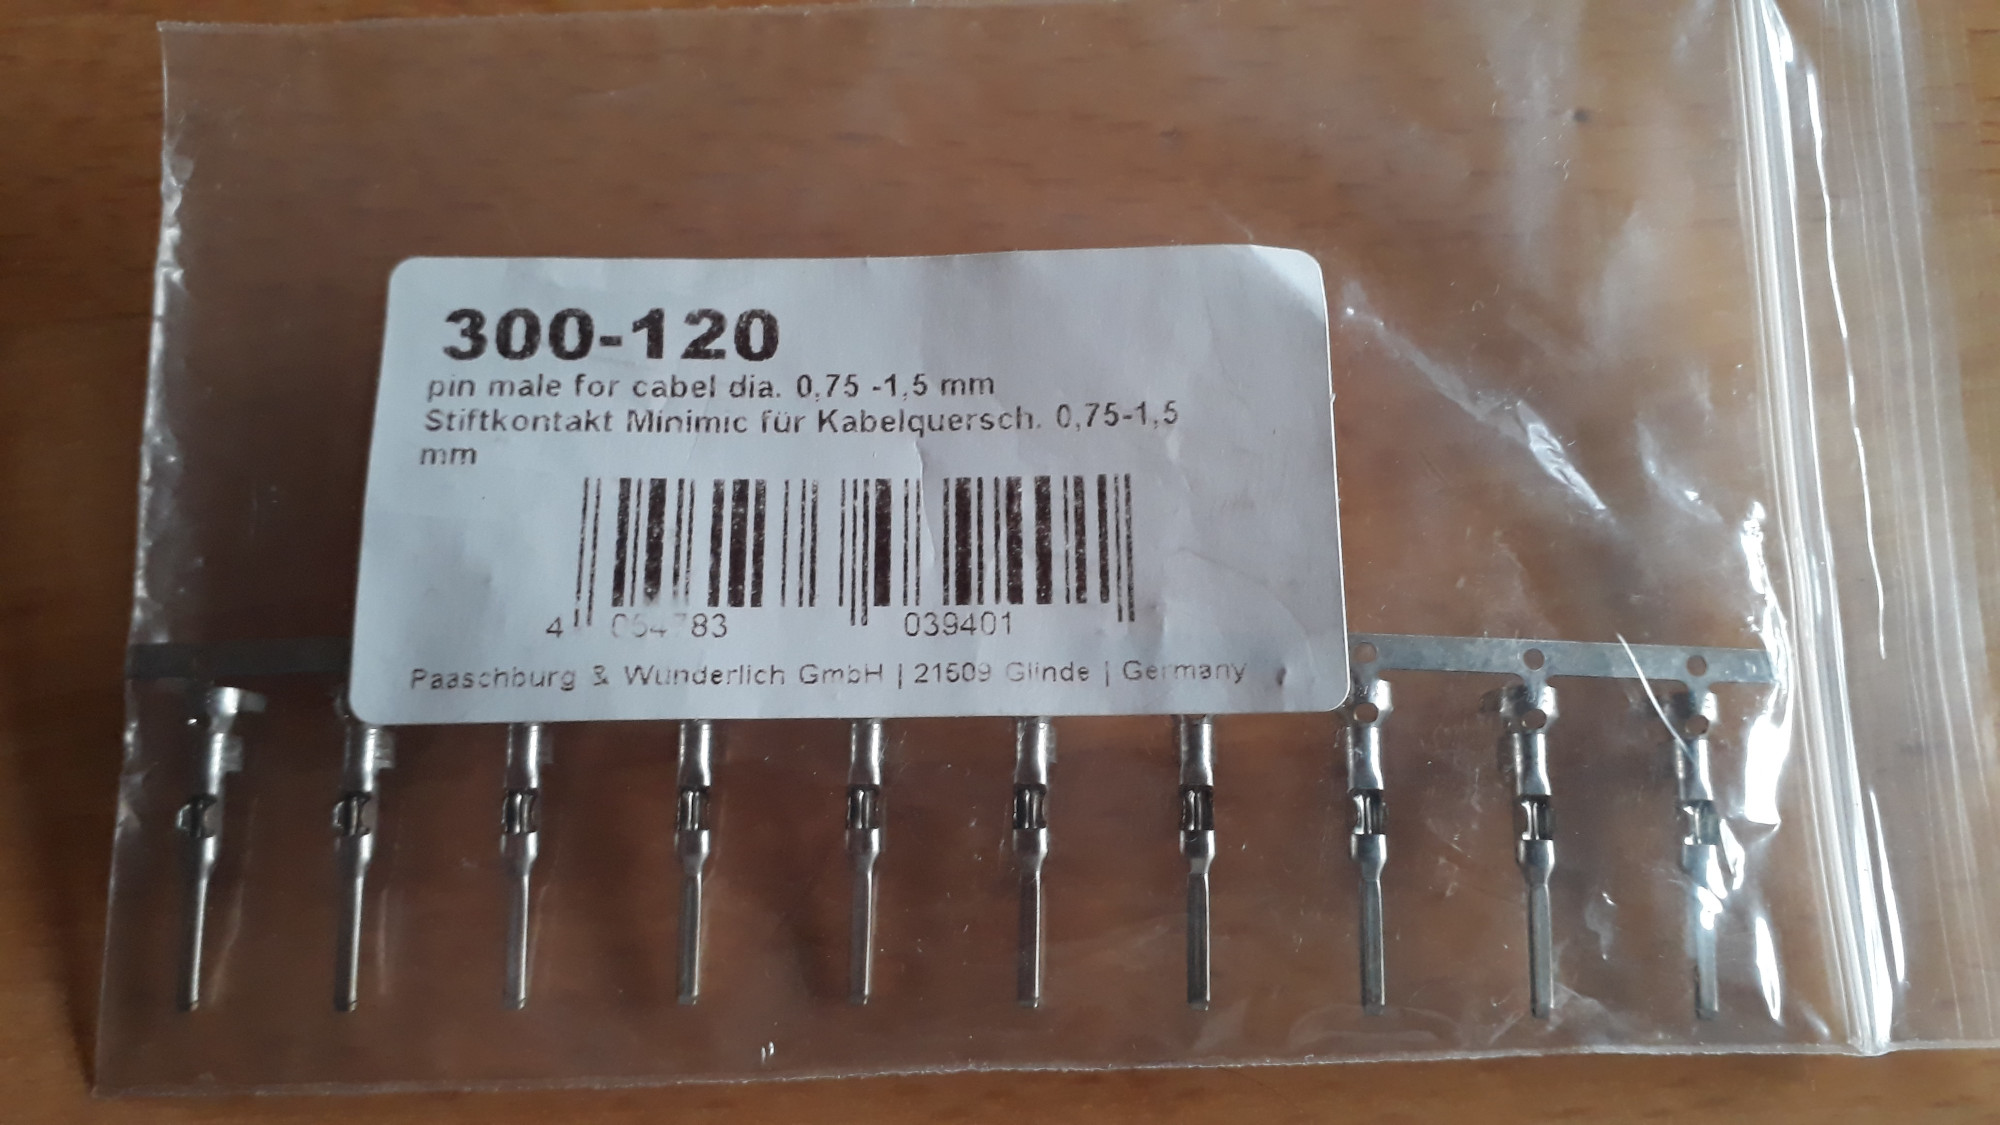 300-120
pin male for cabel dia. 0,75 -1,5 mm
Stiftkontakt Minimic für Kabelquersch. 0,75-1,5
mm
4 83 039401
Paaschburg & Wunderlich GmbH | 21509 Glinde | Germany